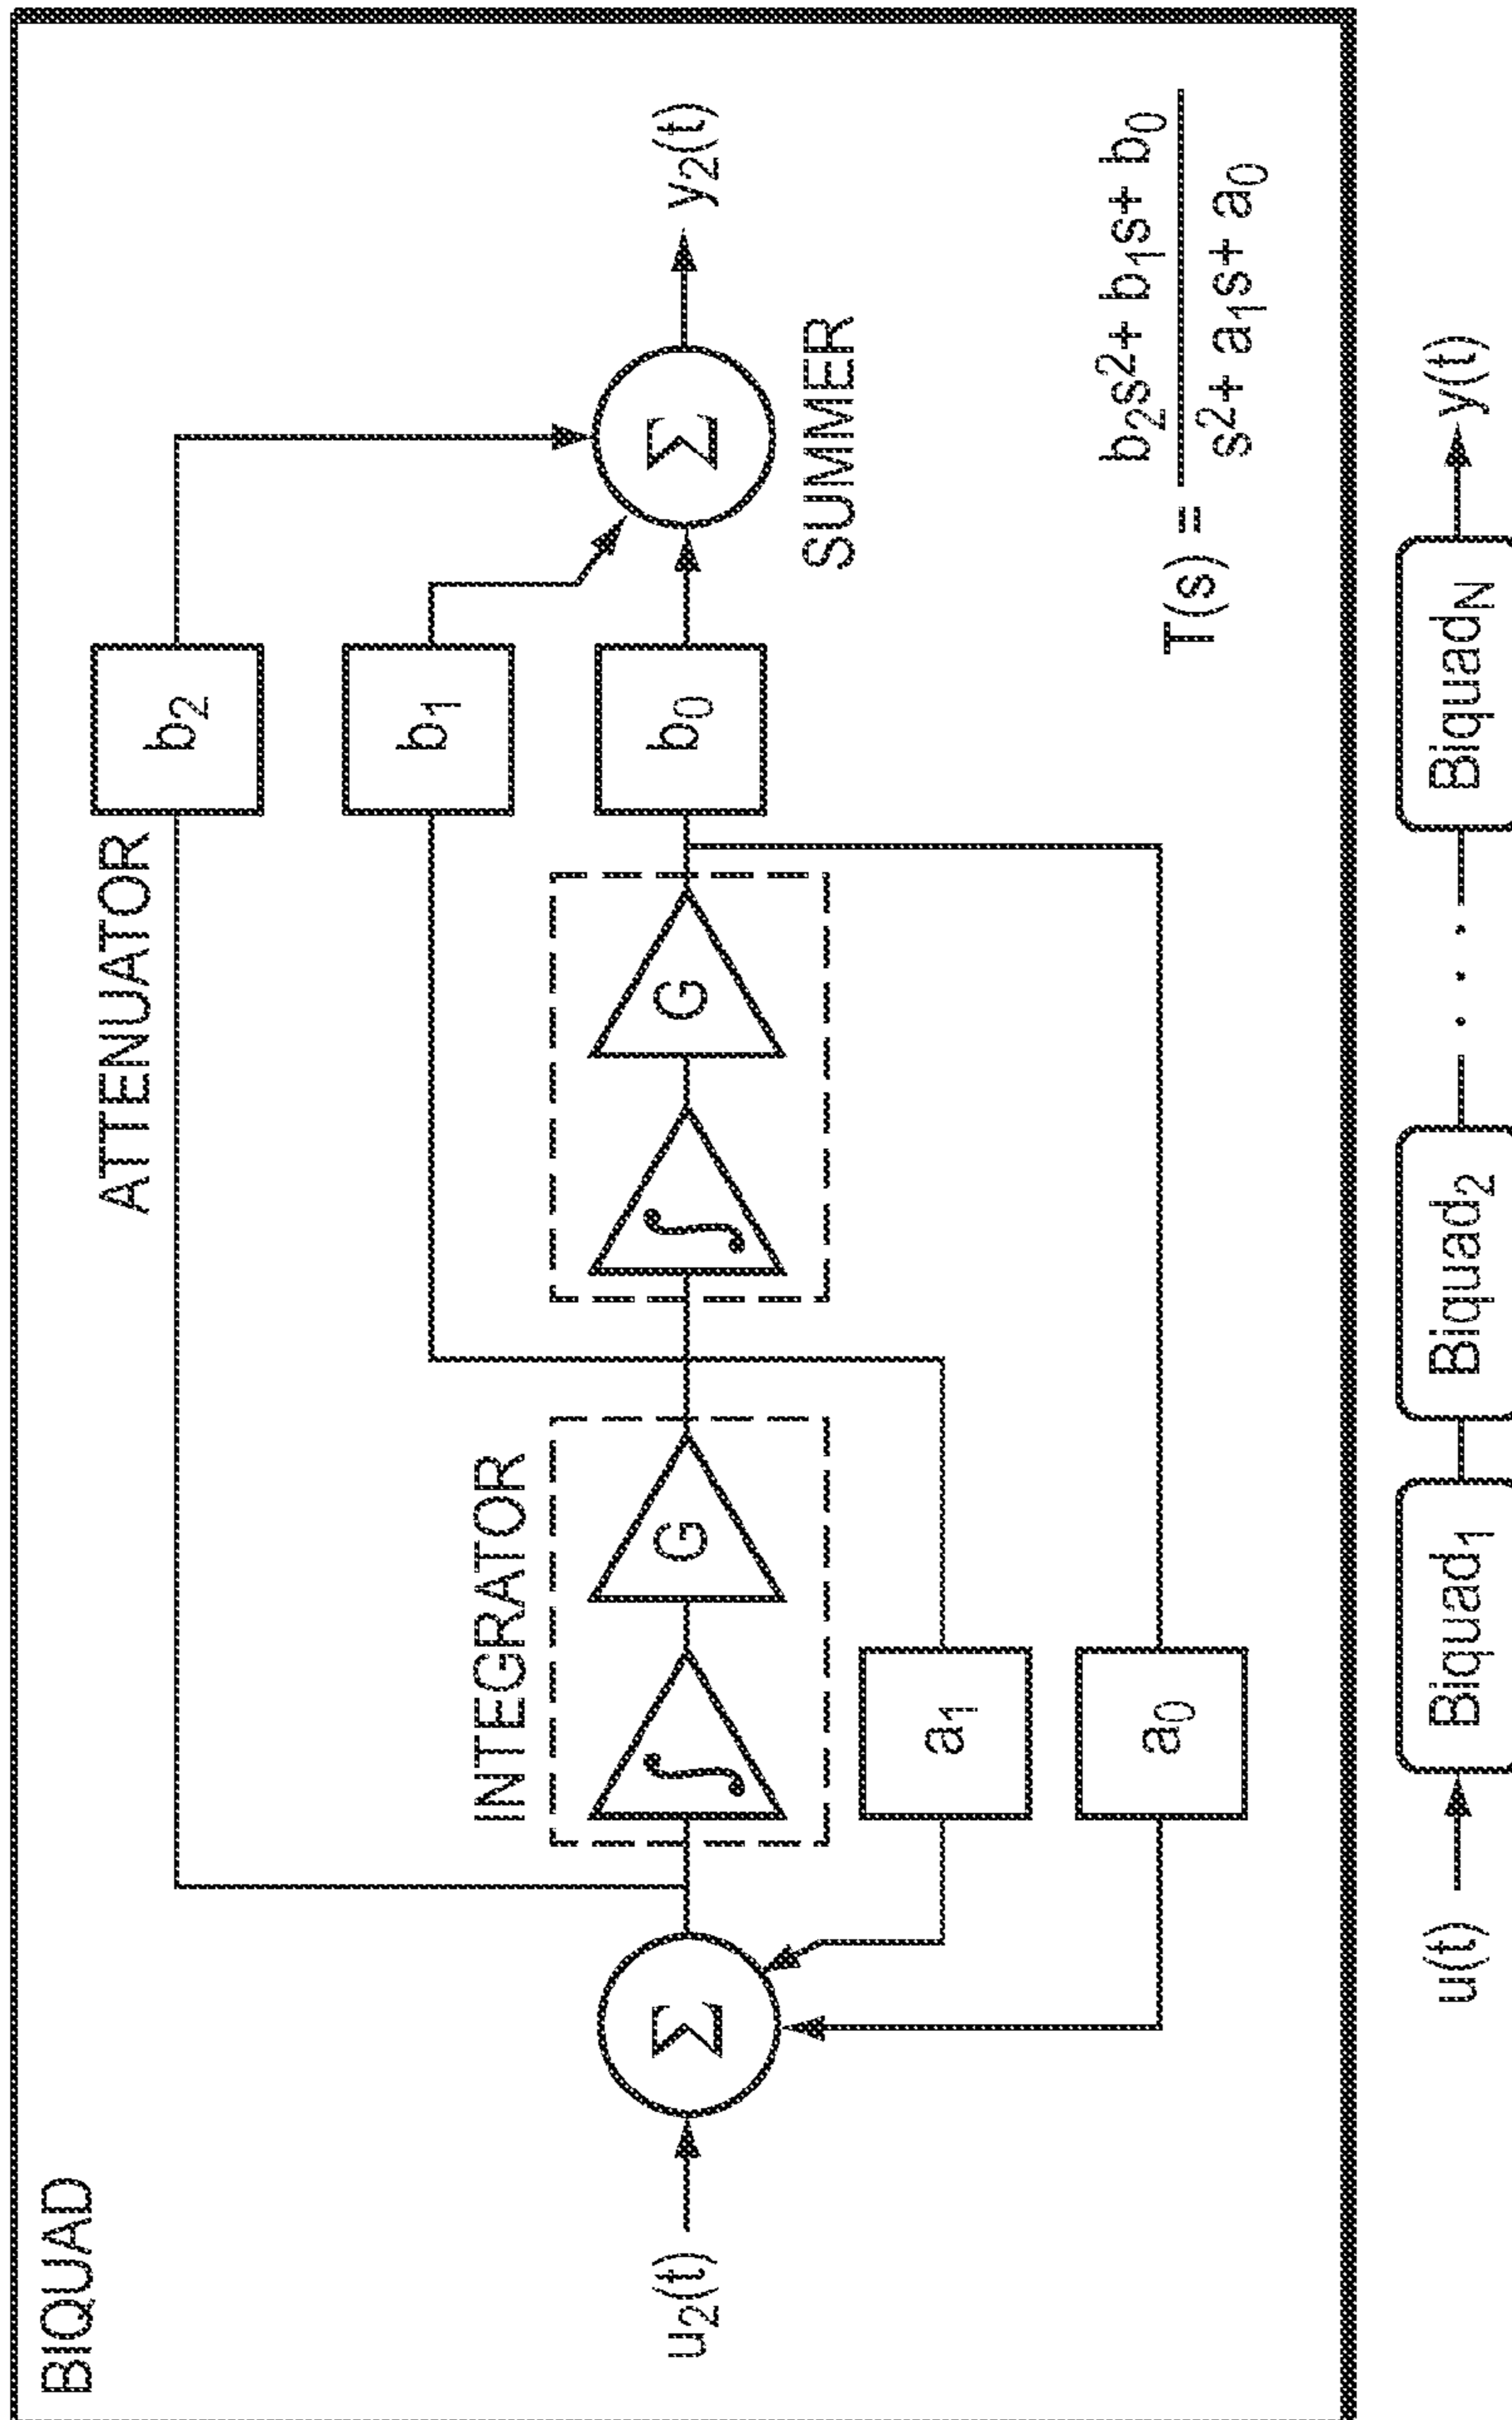 BIQUAD
ATTENUATOR
b₂
b₁
INTEGRATOR
u₂(t)
Σ
∫
G
∫
G
b₀
Σ
y₂(t)
SUMMER
a₁
a₀
T(s) = b₂s²+ b₁s+ b₀
s²+ a₁s+ a₀
u(t)
Biquad₁
Biquad₂
. . .
Biquad_N
y(t)